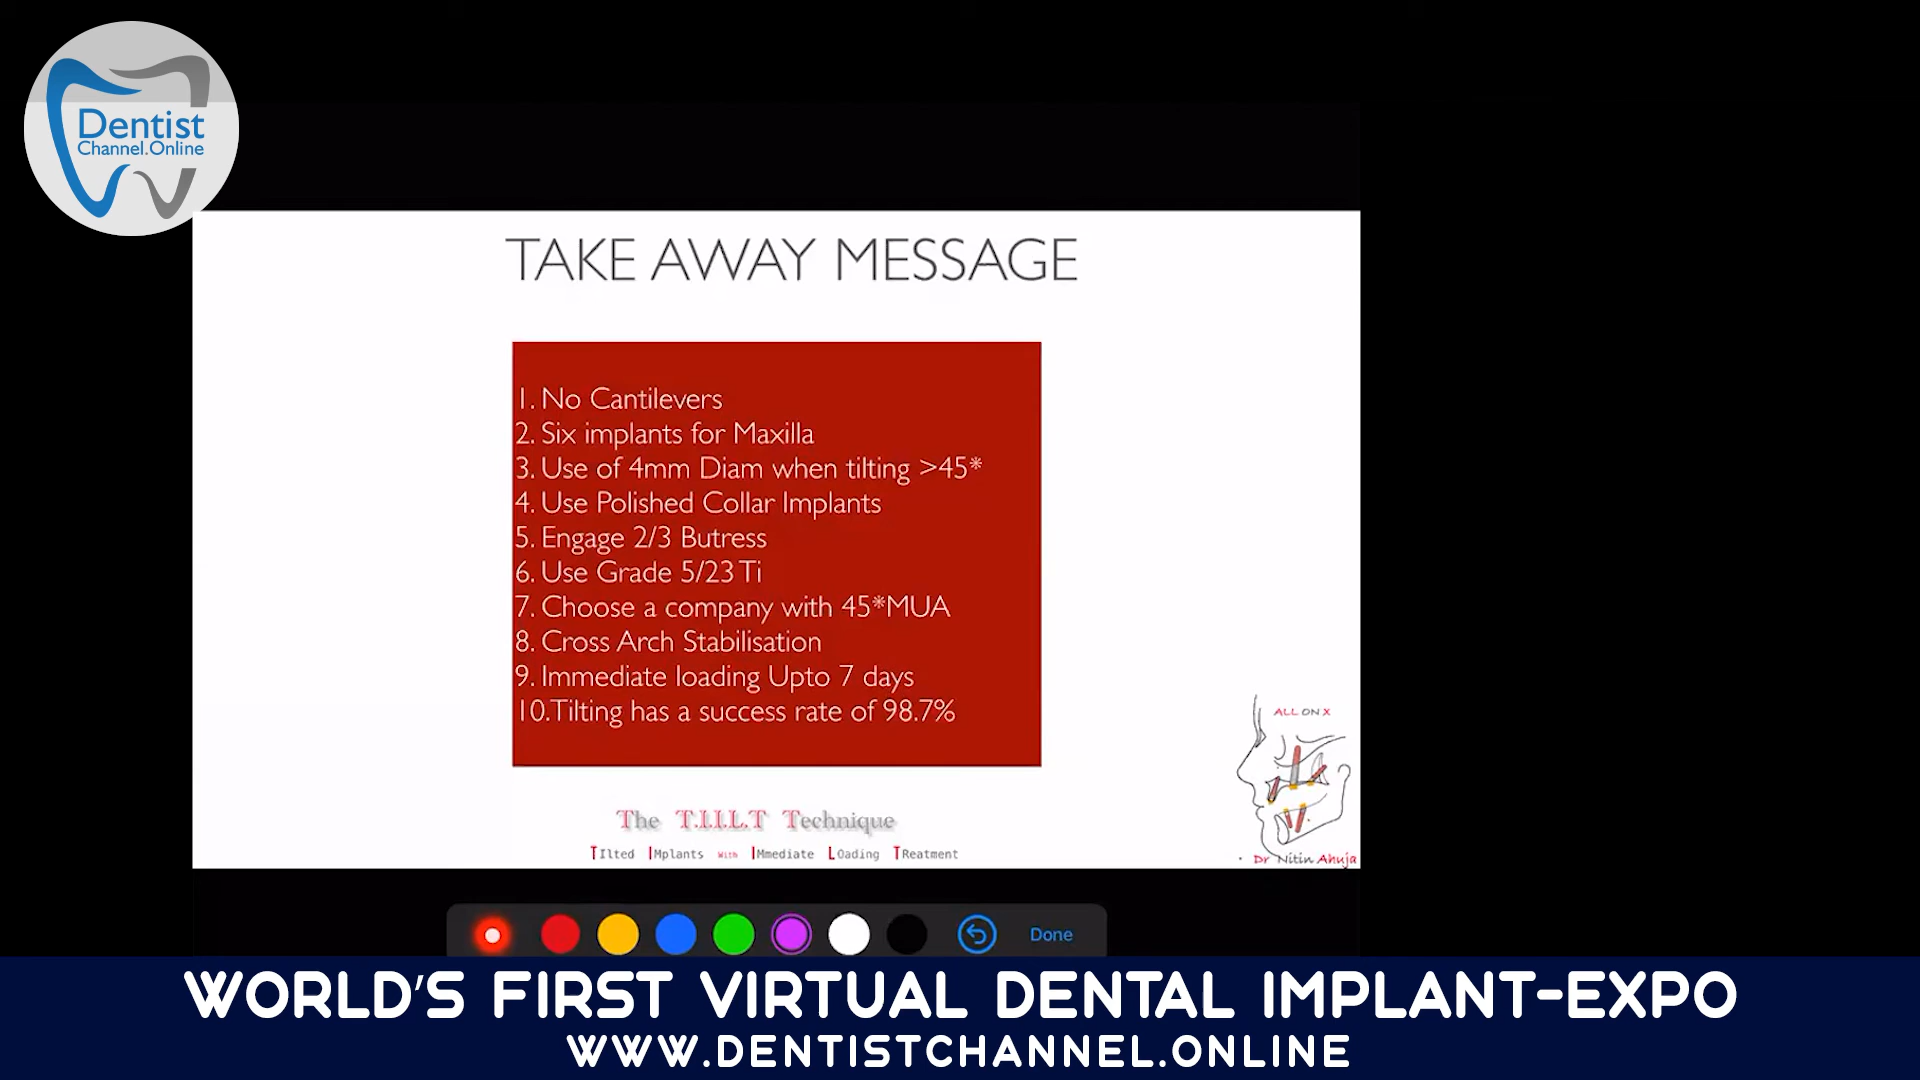 Dentist
Channel.Online
TAKE AWAY MESSAGE
1. No Cantilevers
2. Six implants for Maxilla
3. Use of 4mm Diam when tilting >45*
4. Use Polished Collar Implants
5. Engage 2/3 Butress
6. Use Grade 5/23 Ti
7. Choose a company with 45*MUA
8. Cross Arch Stabilisation
9. Immediate loading Upto 7 days
10.Tilting has a success rate of 98.7%
ALL ON X
The T.I.I.L.T Technique
TIlted IMplants with IMmediate LOading TReatment
• Dr Nitin Ahuja
Done
WORLD'S FIRST VIRTUAL DENTAL IMPLANT-EXPO
WWW.DENTISTCHANNEL.ONLINE